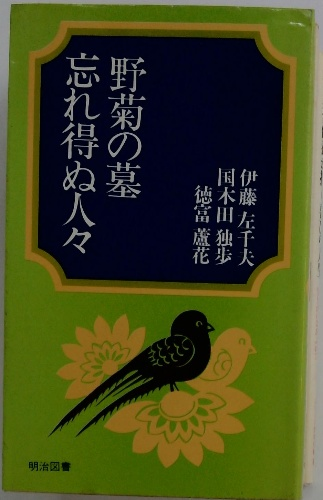 野菊の墓
忘れ得ぬ人々
伊藤 左千夫
国木田 独歩
徳富 蘆花
明治図書